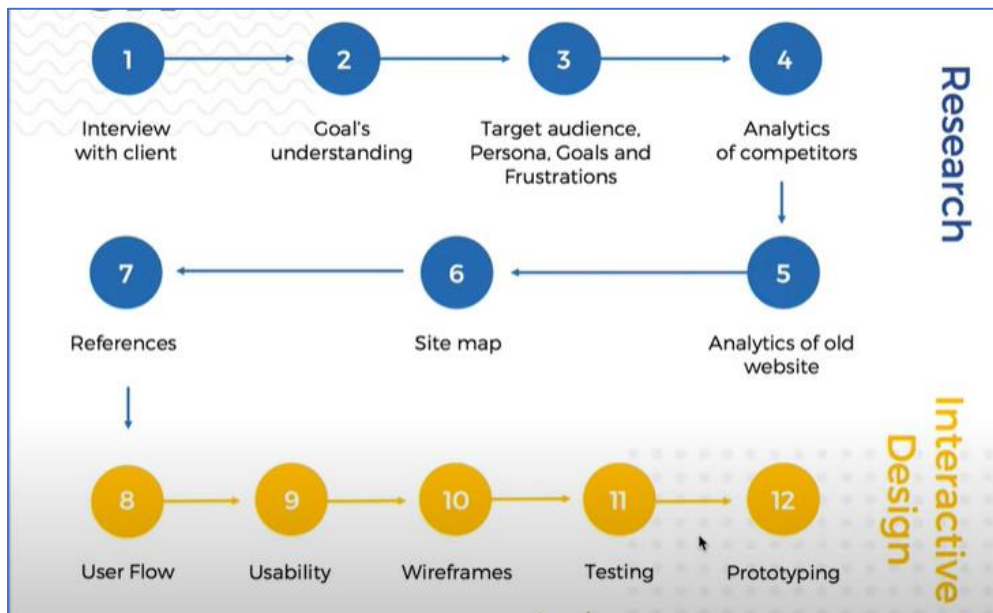 1
2
3
4
Interview
with client
Goal's
understanding
Target audience,
Persona, Goals and
Frustrations
Analytics
of competitors
Research
7
6
5
References
Site map
Analytics of old
website
8
9
10
11
12
User Flow
Usability
Wireframes
Testing
Prototyping
Interactive
Design